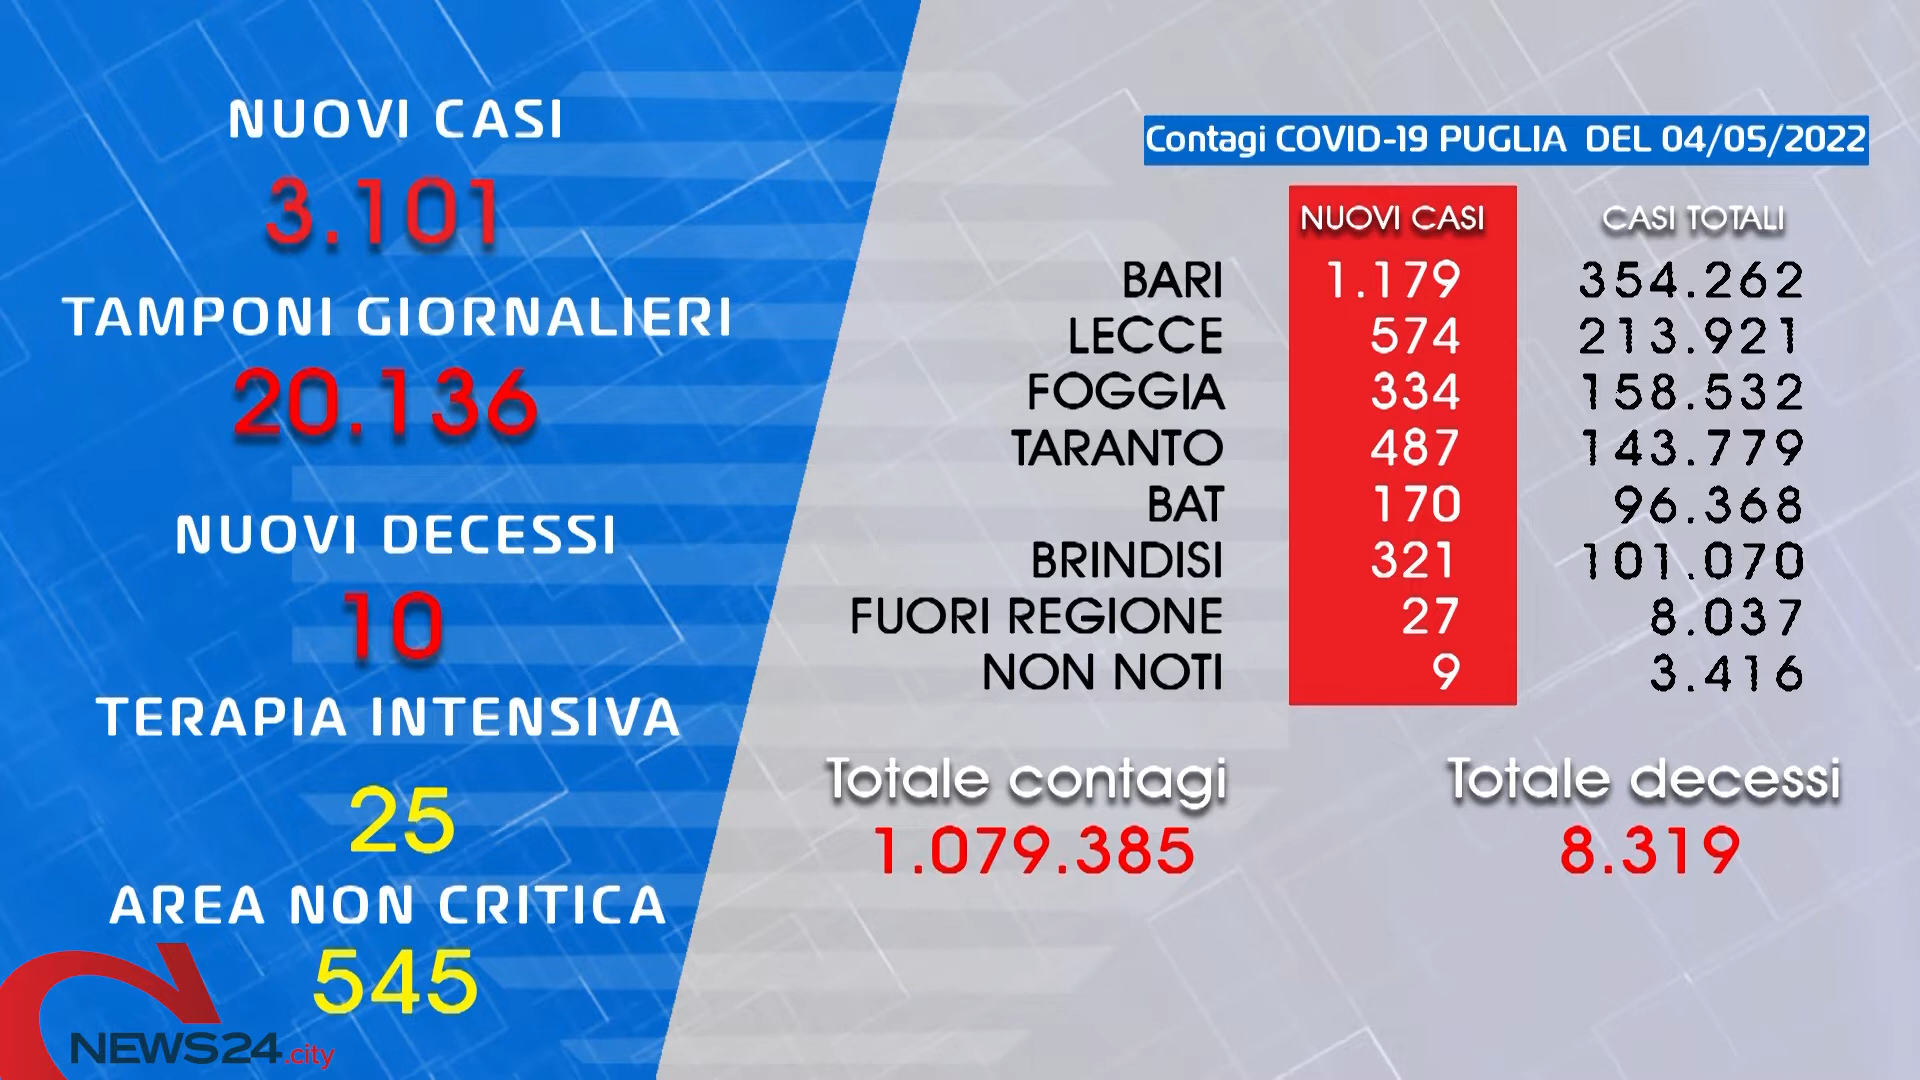 NUOVI CASI
3.101
TAMPONI GIORNALIERI
20.136
NUOVI DECESSI
10
TERAPIA INTENSIVA
25
AREA NON CRITICA
545
NEWS24.city
Contagi COVID-19 PUGLIA DEL 04/05/2022
NUOVI CASI CASI TOTALI
BARI 1.179 354.262
LECCE 574 213.921
FOGGIA 334 158.532
TARANTO 487 143.779
BAT 170 96.368
BRINDISI 321 101.070
FUORI REGIONE 27 8.037
NON NOTI 9 3.416
Totale contagi Totale decessi
1.079.385 8.319